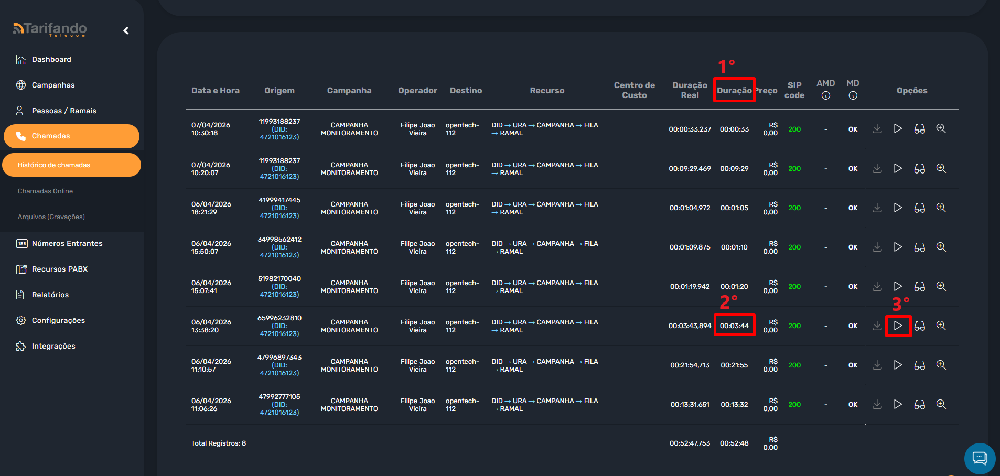 Tarifando
Telecom
Dashboard
Campanhas
Pessoas / Ramais
Chamadas
Histórico de chamadas
Chamadas Online
Arquivos (Gravações)
123
Números Entrantes
Recursos PABX
Relatórios
Configurações
Integrações
1°
Data e Hora
Origem
Campanha
Operador
Destino
Recurso
Centro de
Custo
Duração
Real
Duração
Preço
SIP
code
AMD
MD
Opções
07/04/2026
10:30:18
11993188237
(DID:
4721016123)
CAMPANHA
MONITORAMENTO
Filipe Joao
Vieira
opentech-
112
DID → URA → CAMPANHA → FILA
→ RAMAL
00:00:33,237
00:00:33
R$
0,00
200
-
OK
07/04/2026
10:20:07
11993188237
(DID:
4721016123)
CAMPANHA
MONITORAMENTO
Filipe Joao
Vieira
opentech-
112
DID → URA → CAMPANHA → FILA
→ RAMAL
00:09:29,469
00:09:29
R$
0,00
200
-
OK
06/04/2026
18:21:29
41999417445
(DID:
4721016123)
CAMPANHA
MONITORAMENTO
Filipe Joao
Vieira
opentech-
112
DID → URA → CAMPANHA → FILA
→ RAMAL
00:01:04,972
00:01:05
R$
0,00
200
-
OK
06/04/2026
15:50:07
34998562412
(DID:
4721016123)
CAMPANHA
MONITORAMENTO
Filipe Joao
Vieira
opentech-
112
DID → URA → CAMPANHA → FILA
→ RAMAL
00:01:09,875
00:01:10
R$
0,00
200
-
OK
06/04/2026
15:07:41
51982170040
(DID:
4721016123)
CAMPANHA
MONITORAMENTO
Filipe Joao
Vieira
opentech-
112
DID → URA → CAMPANHA → FILA
→ RAMAL
00:01:19,942
00:01:20
R$
0,00
200
-
OK
2°
3°
06/04/2026
13:38:20
65996232810
(DID:
4721016123)
CAMPANHA
MONITORAMENTO
Filipe Joao
Vieira
opentech-
112
DID → URA → CAMPANHA → FILA
→ RAMAL
00:03:43,894
00:03:44
R$
0,00
200
-
OK
06/04/2026
11:10:57
47996897343
(DID:
4721016123)
CAMPANHA
MONITORAMENTO
Filipe Joao
Vieira
opentech-
112
DID → URA → CAMPANHA → FILA
→ RAMAL
00:21:54,713
00:21:55
R$
0,00
200
-
OK
06/04/2026
11:06:26
47992777105
(DID:
4721016123)
CAMPANHA
MONITORAMENTO
Filipe Joao
Vieira
opentech-
112
DID → URA → CAMPANHA → FILA
→ RAMAL
00:13:31,651
00:13:32
R$
0,00
200
-
OK
Total Registros: 8
00:52:47,753
00:52:48
R$
0,00